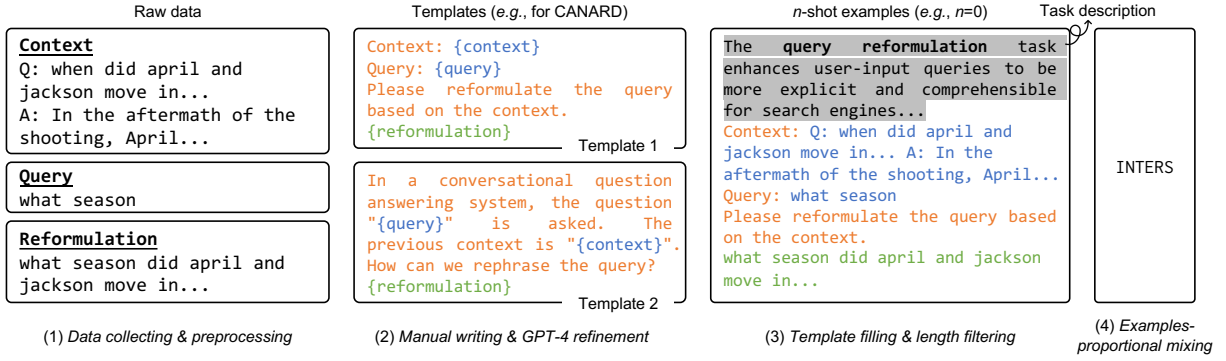 Raw data
Context
Q: when did april and
jackson move in...
A: In the aftermath of the
shooting, April...
Query
what season
Reformulation
what season did april and
jackson move in...
(1) Data collecting & preprocessing
Templates (e.g., for CANARD)
Context: {context}
Query: {query}
Please reformulate the query
based on the context.
{reformulation}
Template 1
In a conversational question
answering system, the question
"{query}" is asked. The
previous context is "{context}".
How can we rephrase the query?
{reformulation}
Template 2
(2) Manual writing & GPT-4 refinement
n-shot examples (e.g., n=0)
Task description
The query reformulation task
enhances user-input queries to be
more explicit and comprehensible
for search engines...
Context: Q: when did april and
jackson move in... A: In the
aftermath of the shooting, April...
Query: what season
Please reformulate the query based
on the context.
what season did april and jackson
move in...
(3) Template filling & length filtering
INTERS
(4) Examples-
proportional mixing